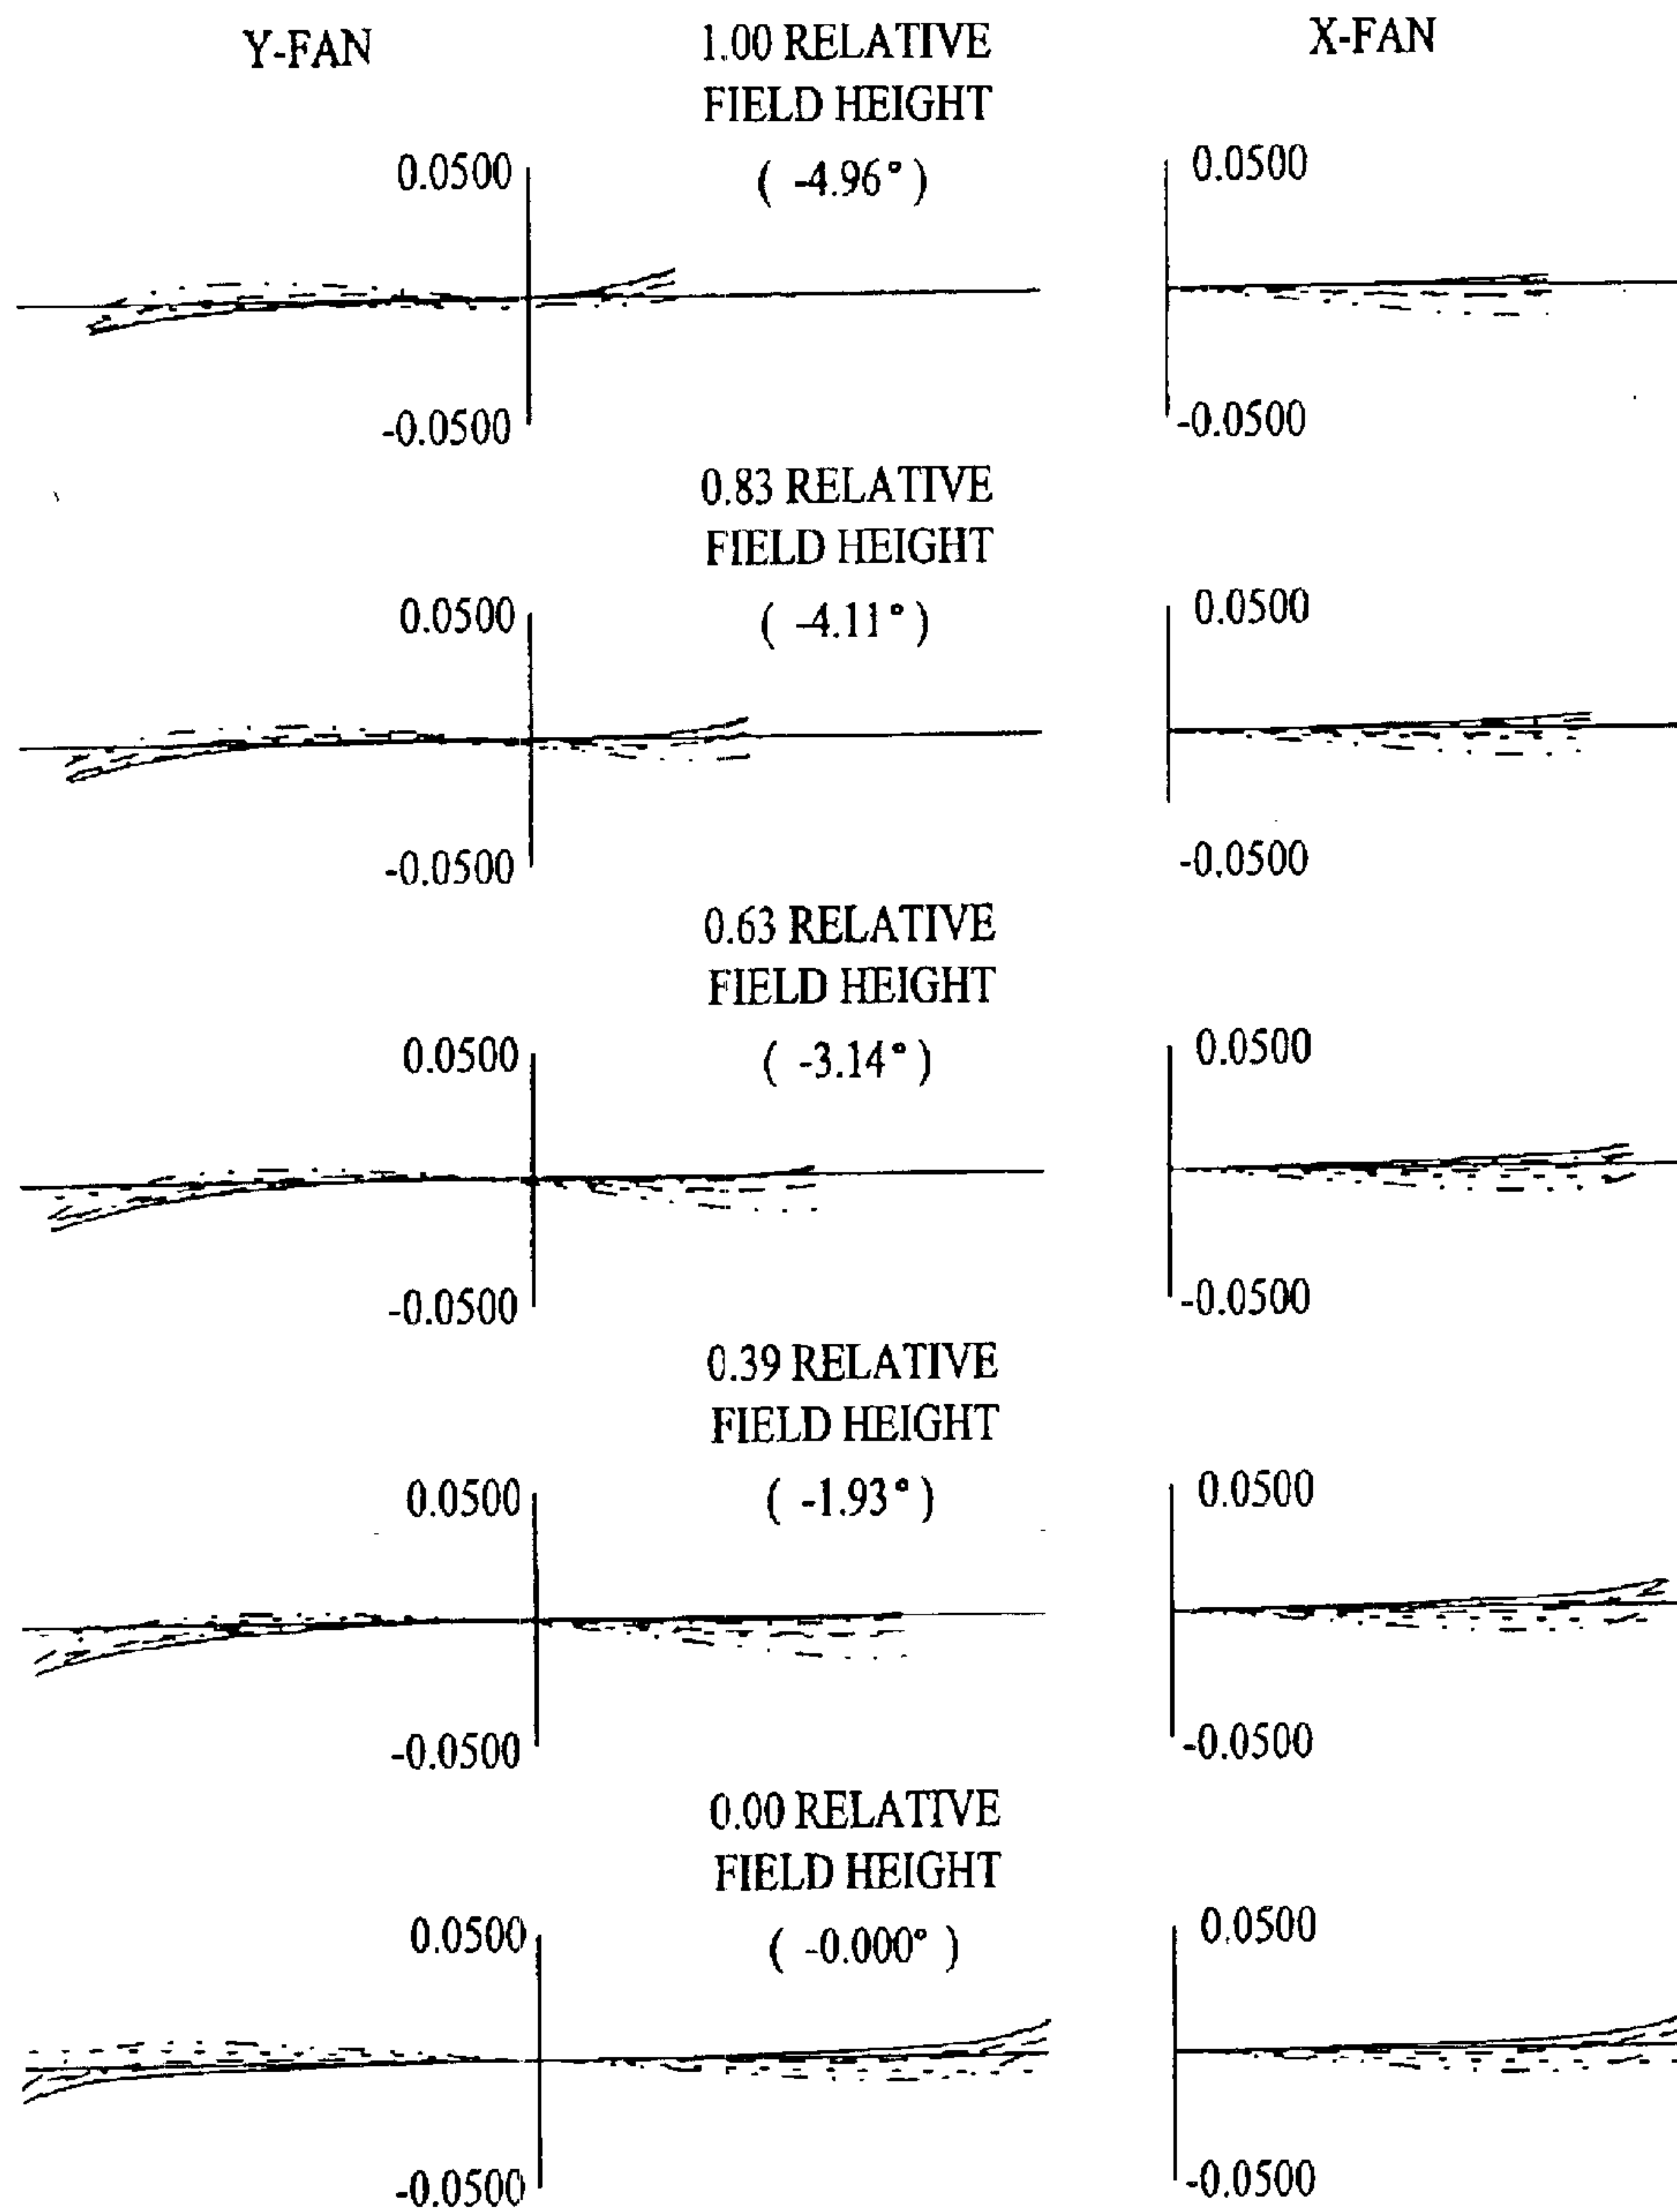 Y-FAN
1.00 RELATIVE
FIELD HEIGHT
( -4.96° )
X-FAN
0.0500
0.0500
-0.0500
-0.0500
0.83 RELATIVE
FIELD HEIGHT
( -4.11° )
0.0500
0.0500
-0.0500
-0.0500
0.63 RELATIVE
FIELD HEIGHT
( -3.14° )
0.0500
0.0500
-0.0500
-0.0500
0.39 RELATIVE
FIELD HEIGHT
( -1.93° )
0.0500
0.0500
-0.0500
-0.0500
0.00 RELATIVE
FIELD HEIGHT
( -0.000° )
0.0500
0.0500
-0.0500
-0.0500